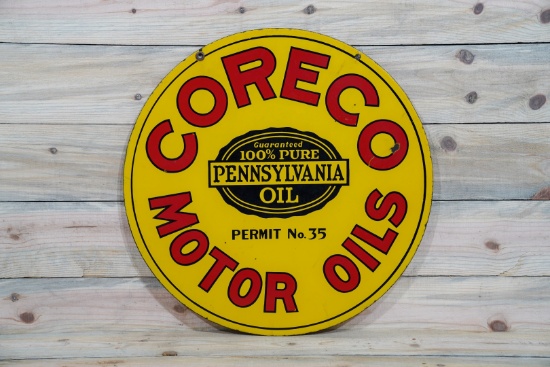 CORECO
Guaranteed
100% PURE
PENNSYLVANIA
OIL
PERMIT No. 35
MOTOR OILS